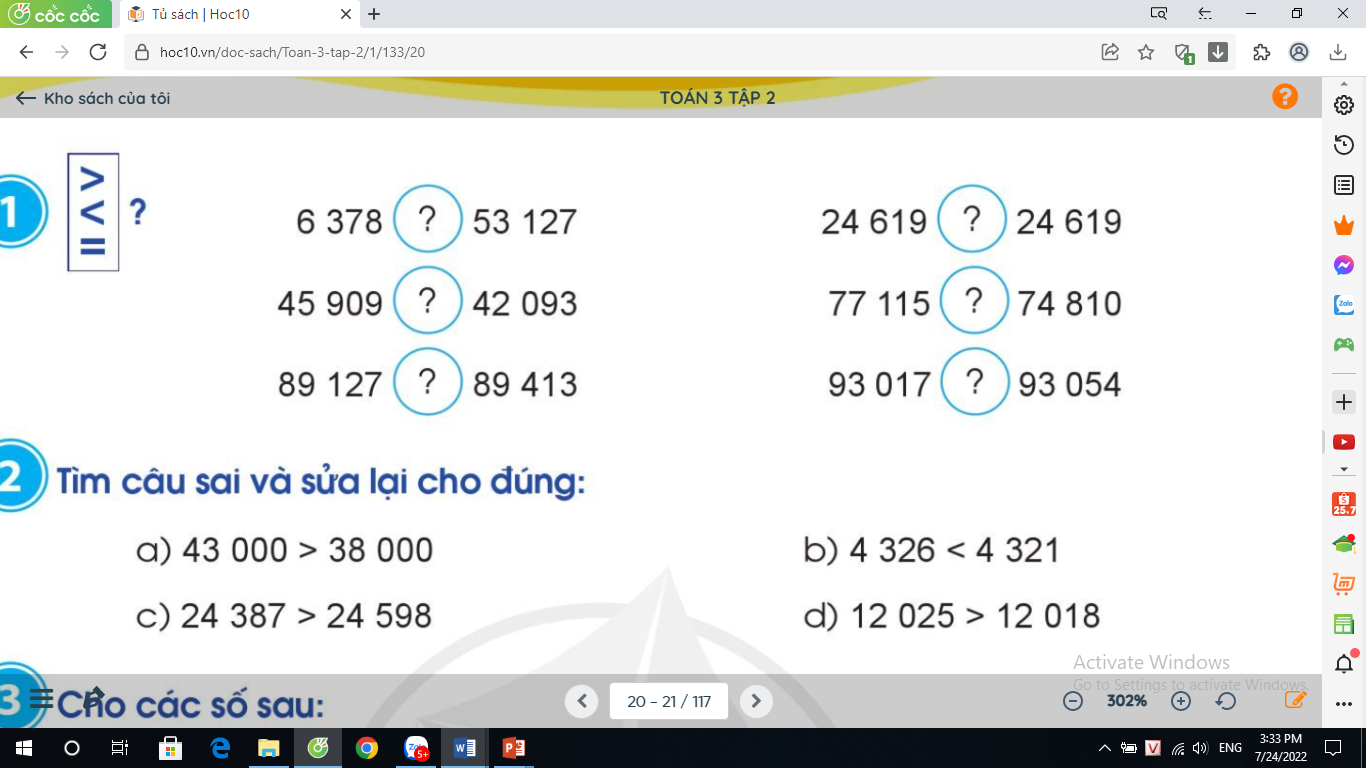 cốc cốc
Tủ sách | Hoc10
hoc10.vn/doc-sach/Toan-3-tap-2/1/133/20
1
Kho sách của tôi
TOÁN 3 TẬP 2
?
1
>
<
=
?
6 378 ? 53 127
24 619 ? 24 619
45 909 ? 42 093
77 115 ? 74 810
89 127 ? 89 413
93 017 ? 93 054
2 Tìm câu sai và sửa lại cho đúng:
a) 43 000 > 38 000
b) 4 326 < 4 321
c) 24 387 > 24 598
d) 12 025 > 12 018
3 Cho các số sau:
20 - 21 / 117
302%
Activate Windows
Go to Settings to activate Windows.
Zalo
25.7
5+
ENG
3:33 PM
7/24/2022